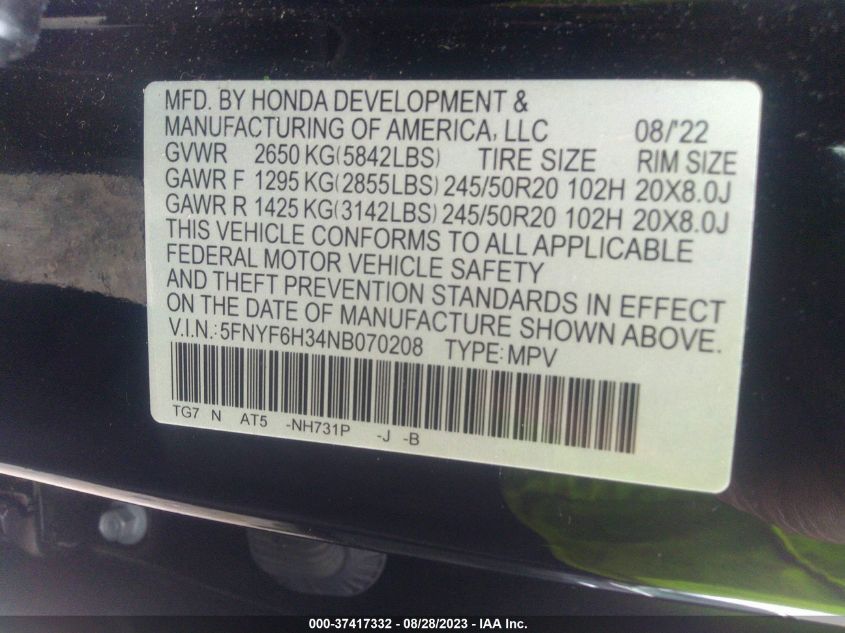 MFD. BY HONDA DEVELOPMENT &
MANUFACTURING OF AMERICA, LLC 08/'22
GVWR 2650 KG(5842LBS) TIRE SIZE RIM SIZE
GAWR F 1295 KG(2855LBS) 245/50R20 102H 20X8.0J
GAWR R 1425 KG(3142LBS) 245/50R20 102H 20X8.0J
THIS VEHICLE CONFORMS TO ALL APPLICABLE
FEDERAL MOTOR VEHICLE SAFETY
AND THEFT PREVENTION STANDARDS IN EFFECT
ON THE DATE OF MANUFACTURE SHOWN ABOVE.
V.I.N.: 5FNYF6H34NB070208 TYPE: MPV
TG7 N AT5 -NH731P -J -B
000-37417332 - 08/28/2023 - IAA Inc.